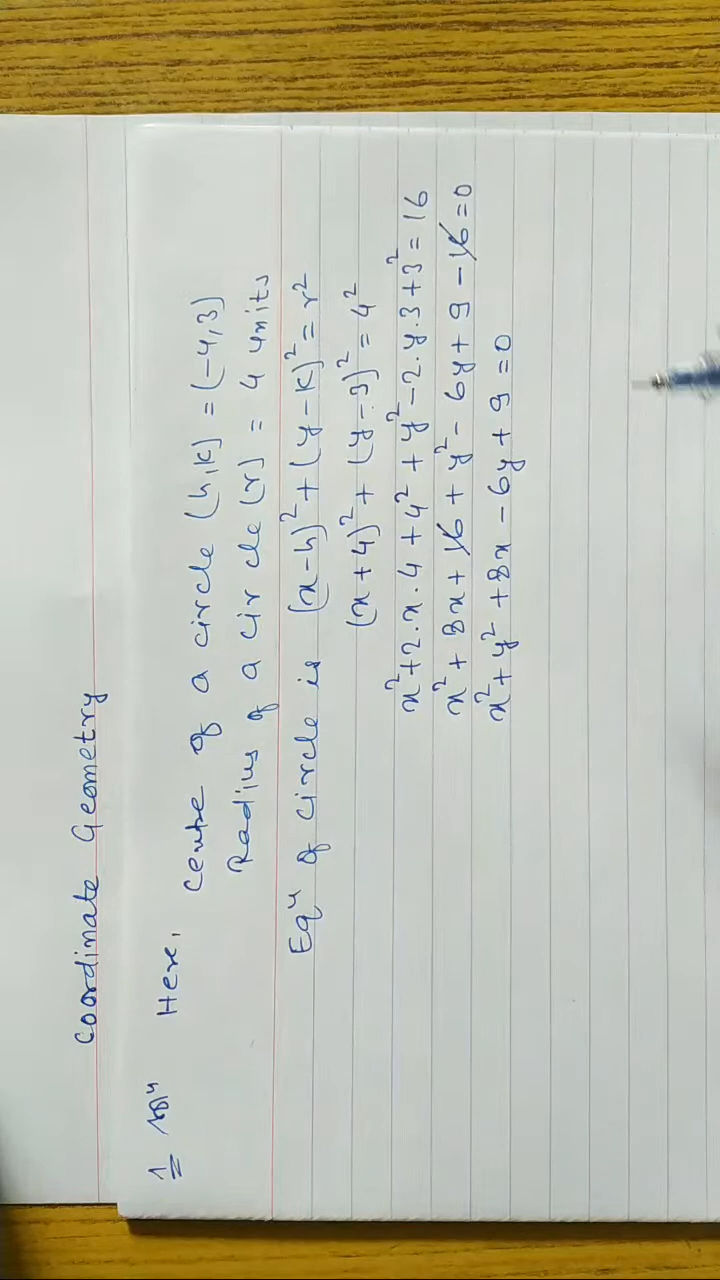 Coordinate Geometry
1 solⁿ Here, centre of a circle (h,k) = (-4,3)
Radius of a circle (r) = 4 units
Eqⁿ of circle is (x-h)² + (y-k)² = r²
(x+4)² + (y-3)² = 4²
x²+2.x.4+4²+y²-2.y.3+3²=16
x²+8x+16+y²-6y+9-16=0
x²+y²+8x-6y+9=0